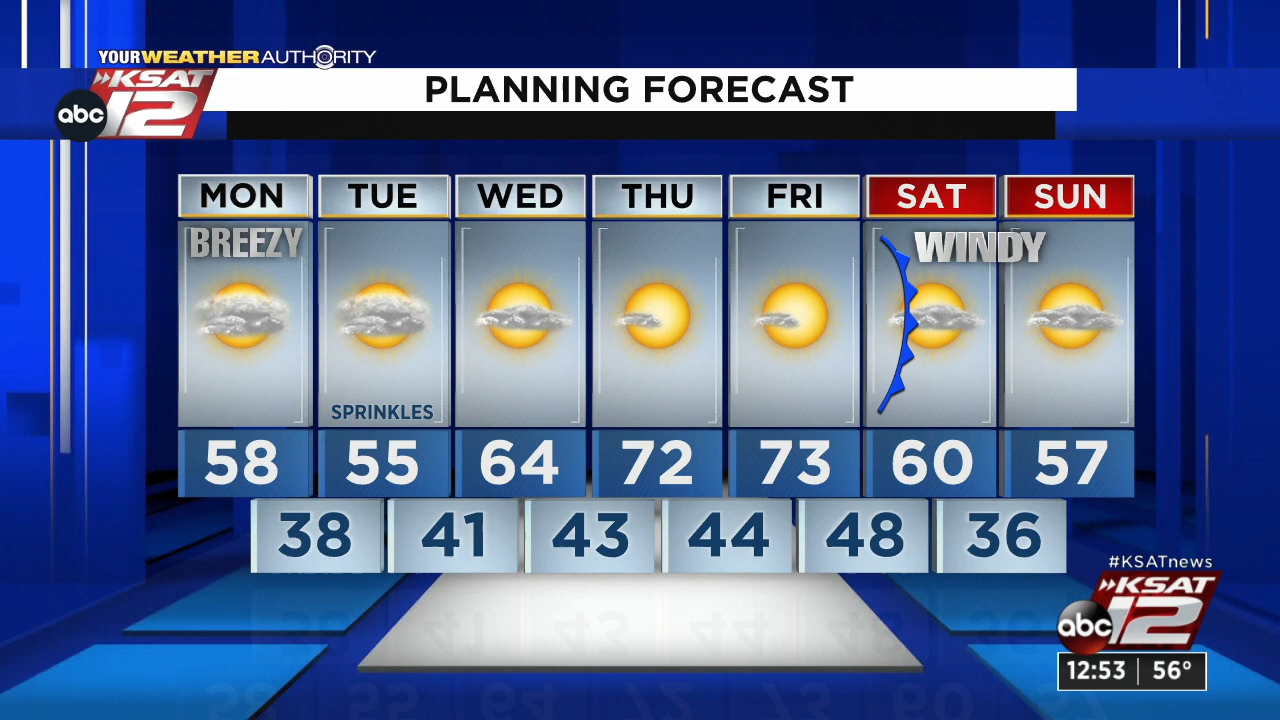 YOUR WEATHER AUTHORITY
KSAT
abc 12
PLANNING FORECAST
MON TUE WED THU FRI SAT SUN
BREEZY WINDY
SPRINKLES
58 55 64 72 73 60 57
38 41 43 44 48 36
#KSATnews
KSAT
abc 12
12:53 56°